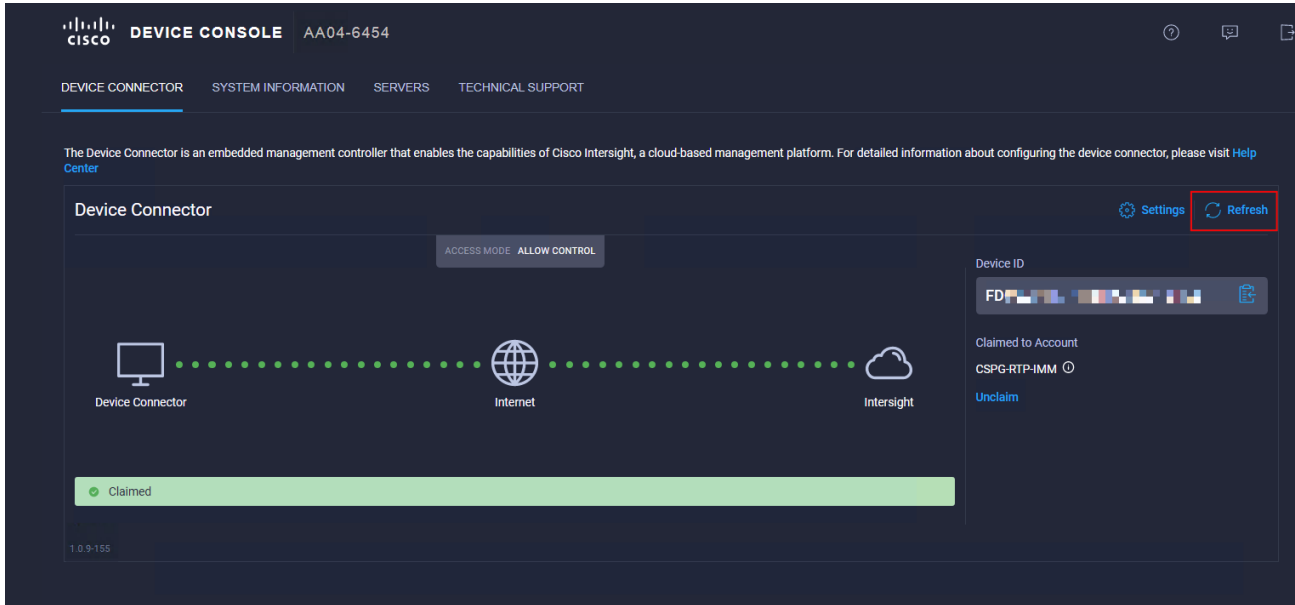 CISCO DEVICE CONSOLE AA04-6454
DEVICE CONNECTOR SYSTEM INFORMATION SERVERS TECHNICAL SUPPORT
The Device Connector is an embedded management controller that enables the capabilities of Cisco Intersight, a cloud-based management platform. For detailed information about configuring the device connector, please visit Help
Center
Device Connector
Settings Refresh
ACCESS MODE ALLOW CONTROL
Device ID
Claimed to Account
CSPG-RTP-IMM
Unclaim
Device Connector Internet Intersight
Claimed
1.0.9-155